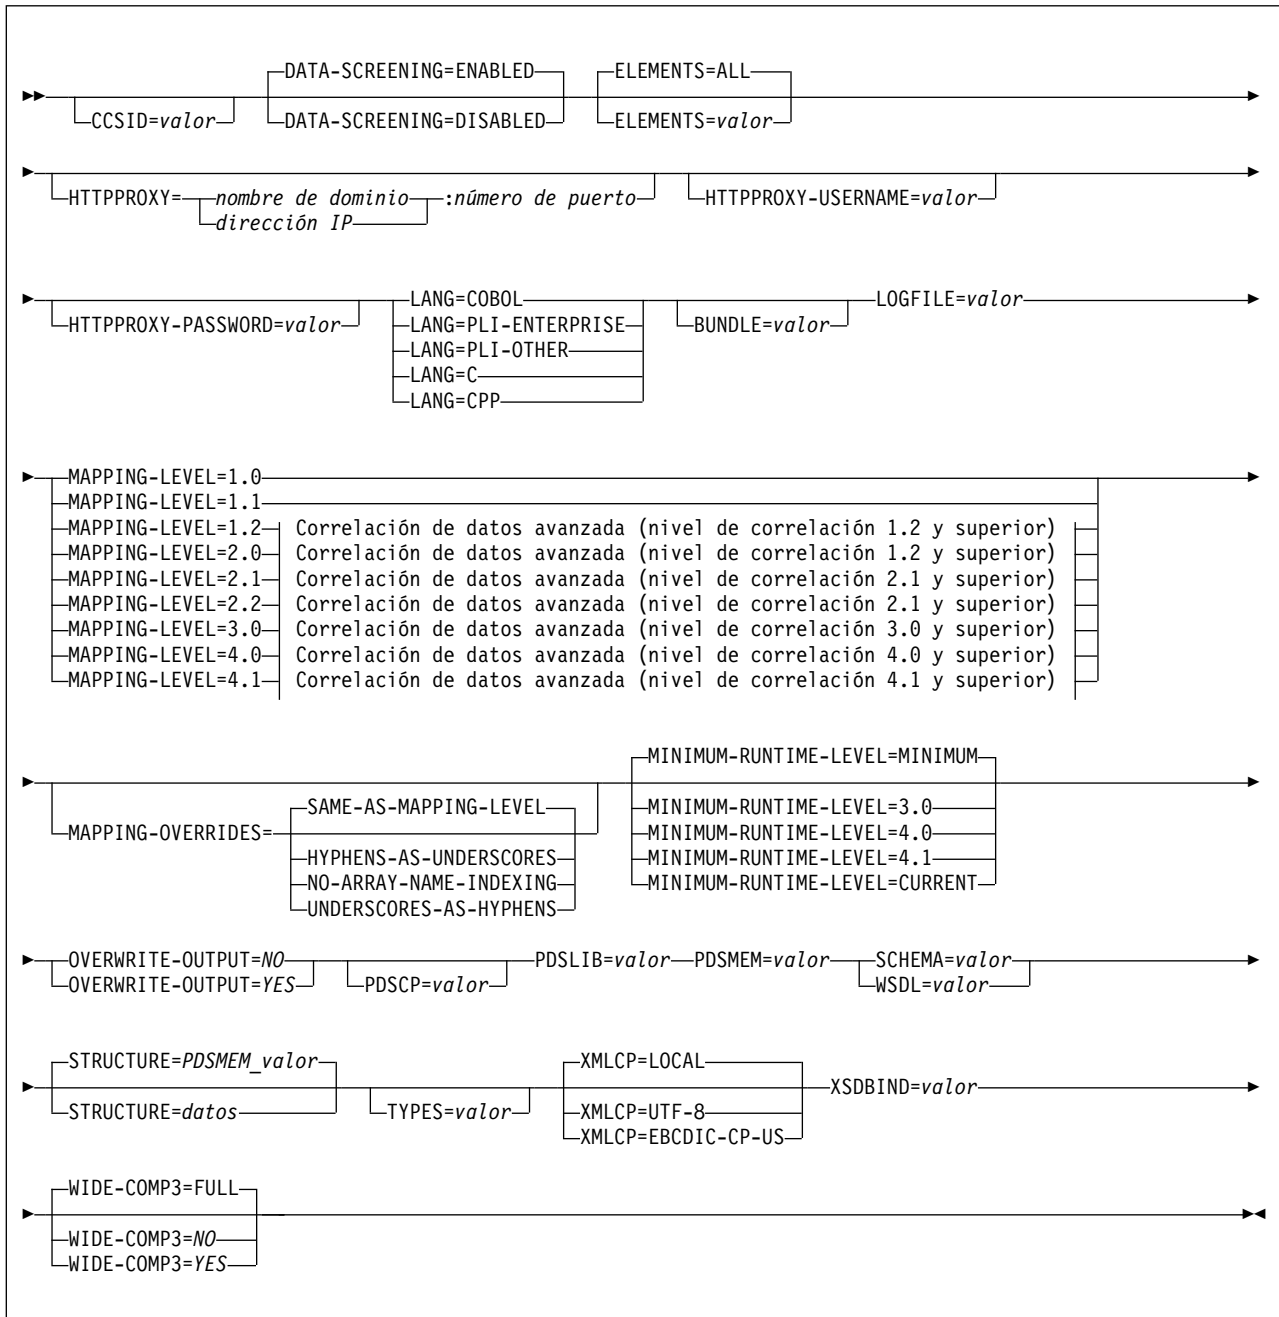 DATA-SCREENING=ENABLED ELEMENTS=ALL
CCSID=valor DATA-SCREENING=DISABLED ELEMENTS=valor
HTTPPROXY= nombre de dominio :número de puerto HTTPPROXY-USERNAME=valor
dirección IP
LANG=COBOL LOGFILE=valor
HTTPPROXY-PASSWORD=valor LANG=PLI-ENTERPRISE BUNDLE=valor
LANG=PLI-OTHER
LANG=C
LANG=CPP
MAPPING-LEVEL=1.0
MAPPING-LEVEL=1.1
MAPPING-LEVEL=1.2 Correlación de datos avanzada (nivel de correlación 1.2 y superior)
MAPPING-LEVEL=2.0 Correlación de datos avanzada (nivel de correlación 1.2 y superior)
MAPPING-LEVEL=2.1 Correlación de datos avanzada (nivel de correlación 2.1 y superior)
MAPPING-LEVEL=2.2 Correlación de datos avanzada (nivel de correlación 2.1 y superior)
MAPPING-LEVEL=3.0 Correlación de datos avanzada (nivel de correlación 3.0 y superior)
MAPPING-LEVEL=4.0 Correlación de datos avanzada (nivel de correlación 4.0 y superior)
MAPPING-LEVEL=4.1 Correlación de datos avanzada (nivel de correlación 4.1 y superior)
MINIMUM-RUNTIME-LEVEL=MINIMUM
SAME-AS-MAPPING-LEVEL MINIMUM-RUNTIME-LEVEL=3.0
MAPPING-OVERRIDES= MINIMUM-RUNTIME-LEVEL=4.0
HYPHENS-AS-UNDERSCORES MINIMUM-RUNTIME-LEVEL=4.1
NO-ARRAY-NAME-INDEXING MINIMUM-RUNTIME-LEVEL=CURRENT
UNDERSCORES-AS-HYPHENS
OVERWRITE-OUTPUT=NO PDSLIB=valor PDSMEM=valor SCHEMA=valor
OVERWRITE-OUTPUT=YES PDSCP=valor WSDL=valor
STRUCTURE=PDSMEM_valor XMLCP=LOCAL
XSDBIND=valor
STRUCTURE=datos TYPES=valor XMLCP=UTF-8
XMLCP=EBCDIC-CP-US
WIDE-COMP3=FULL
WIDE-COMP3=NO
WIDE-COMP3=YES